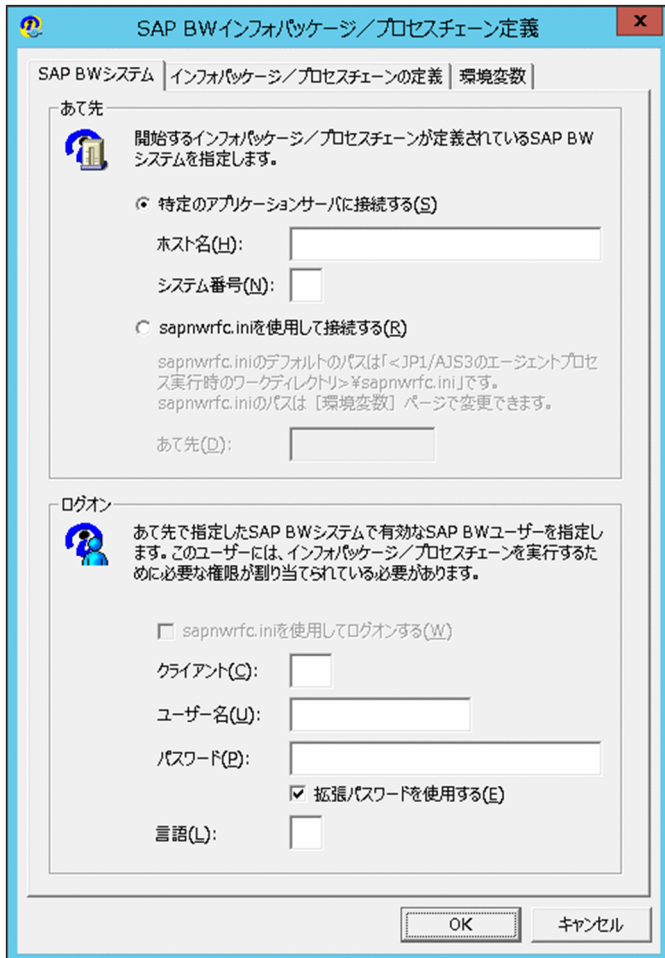 SAP BWインフォパッケージ／プロセスチェーン定義
x
SAP BWシステム
インフォパッケージ／プロセスチェーンの定義
環境変数
あて先
開始するインフォパッケージ／プロセスチェーンが定義されているSAP BW
システムを指定します。
特定のアプリケーションサーバに接続する(S)
ホスト名(H):
システム番号(N):
sapnwrfc.iniを使用して接続する(R)
sapnwrfc.iniのデフォルトのパスは「<JP1/AJS3のエージェントプロセ
ス実行時のワークディレクトリ>¥sapnwrfc.ini」です。
sapnwrfc.iniのパスは［環境変数］ページで変更できます。
あて先(D):
ログオン
あて先で指定したSAP BWシステムで有効なSAP BWユーザーを指定し
ます。このユーザーには、インフォパッケージ／プロセスチェーンを実行するた
めに必要な権限が割り当てられている必要があります。
sapnwrfc.iniを使用してログオンする(W)
クライアント(C):
ユーザー名(U):
パスワード(P):
拡張パスワードを使用する(E)
言語(L):
OK
キャンセル